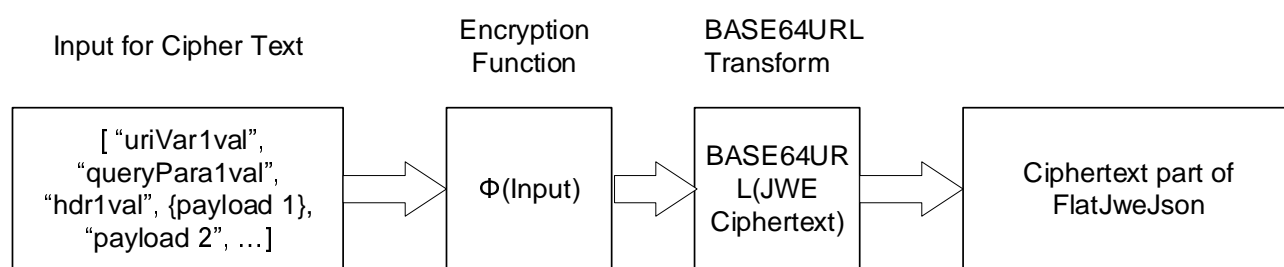 Input for Cipher Text
Encryption
Function
BASE64URL
Transform
[ “uriVar1val”,
“queryPara1val”,
“hdr1val”, {payload 1},
“payload 2”, …]
Φ(Input)
BASE64UR
L(JWE
Ciphertext)
Ciphertext part of
FlatJweJson